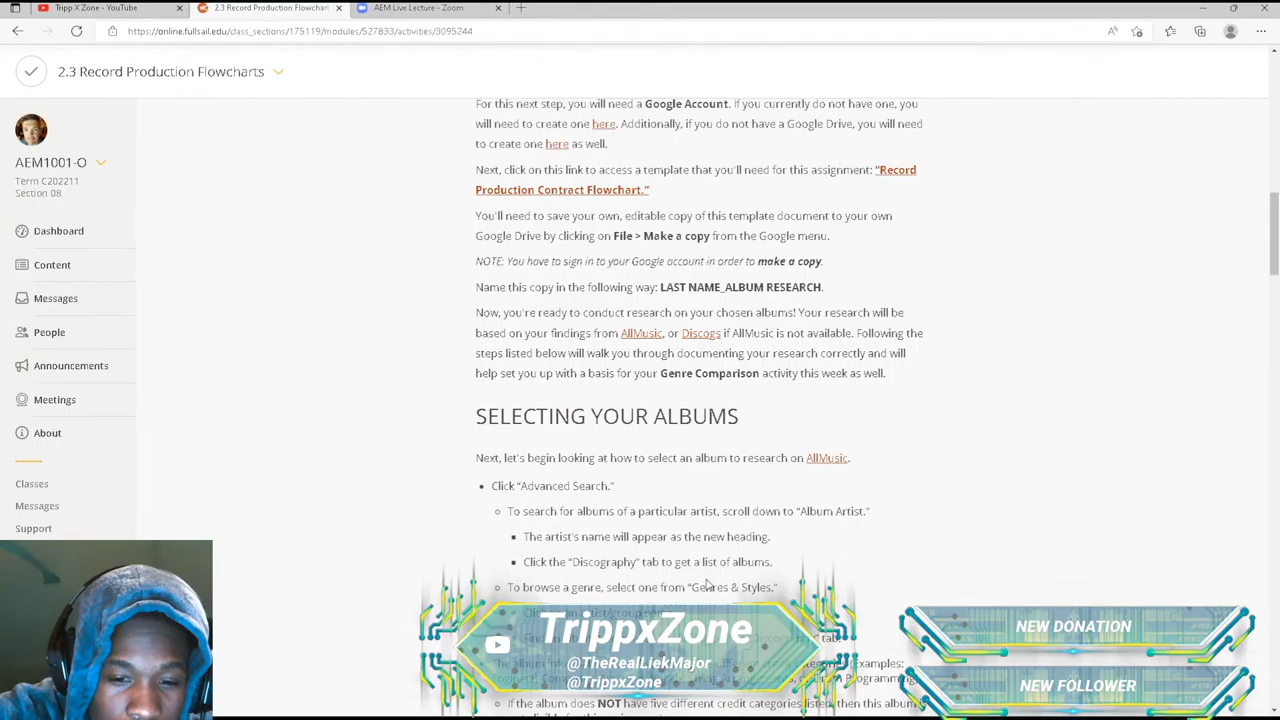 Tripp X Zone - YouTube
2.3 Record Production Flowchart
AEM Live Lecture - Zoom
https://online.fullsail.edu/class_sections/175119/modules/527833/activities/3095244
2.3 Record Production Flowcharts
AEM1001-O
Term C202211
Section 08
Dashboard
Content
Messages
People
Announcements
Meetings
About
Classes
Messages
Support
For this next step, you will need a Google Account. If you currently do not have one, you
will need to create one here. Additionally, if you do not have a Google Drive, you will need
to create one here as well.
Next, click on this link to access a template that you'll need for this assignment: "Record
Production Contract Flowchart."
You'll need to save your own, editable copy of this template document to your own
Google Drive by clicking on File > Make a copy from the Google menu.
NOTE: You have to sign in to your Google account in order to make a copy.
Name this copy in the following way: LAST NAME_ALBUM RESEARCH.
Now, you're ready to conduct research on your chosen albums! Your research will be
based on your findings from AllMusic, or Discogs if AllMusic is not available. Following the
steps listed below will walk you through documenting your research correctly and will
help set you up with a basis for your Genre Comparison activity this week as well.
SELECTING YOUR ALBUMS
Next, let's begin looking at how to select an album to research on AllMusic.
Click "Advanced Search."
To search for albums of a particular artist, scroll down to "Album Artist."
The artist's name will appear as the new heading.
Click the "Discography" tab to get a list of albums.
To browse a genre, select one from "Genres & Styles."
TrippxZone
@TheRealLiekMajor
@TrippxZone
NEW DONATION
NEW FOLLOWER
(Examples:
Programming
If the album does NOT have five different credit categories listed, then this album